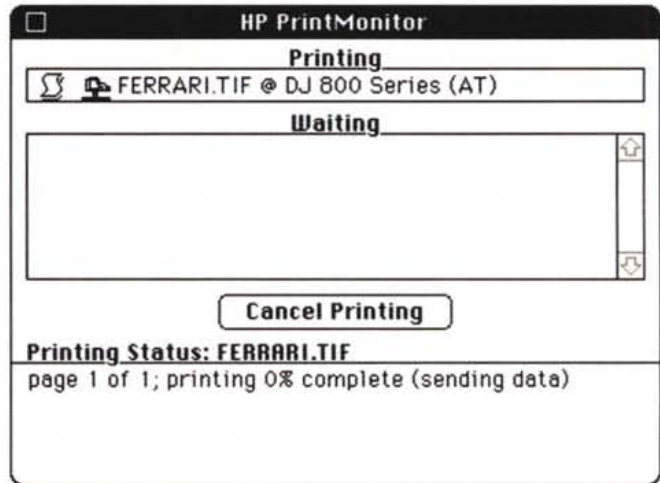 HP PrintMonitor
Printing
FERRARI.TIF @ DJ 800 Series (AT)
Waiting
Cancel Printing
Printing Status: FERRARI.TIF
page 1 of 1; printing 0% complete (sending data)